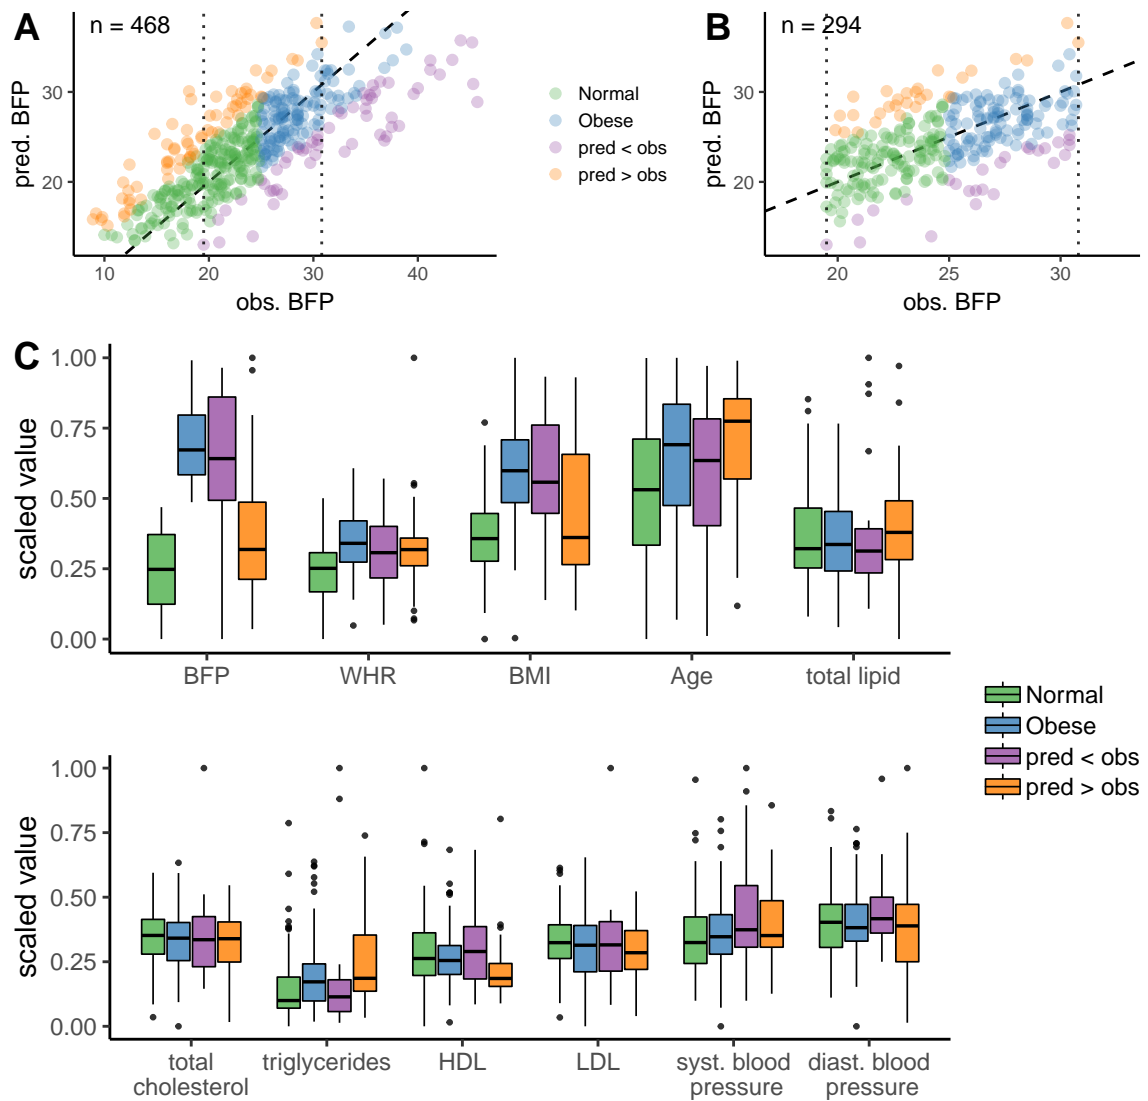 A
n = 468
pred. BFP
30
20
10
20
30
40
obs. BFP
Normal
Obese
pred < obs
pred > obs
B
n = 294
pred. BFP
30
20
20
25
30
obs. BFP
C
scaled value
1.00
0.75
0.50
0.25
0.00
BFP
WHR
BMI
Age
total lipid
scaled value
1.00
0.75
0.50
0.25
0.00
total
cholesterol
triglycerides
HDL
LDL
syst. blood
pressure
diast. blood
pressure
Normal
Obese
pred < obs
pred > obs